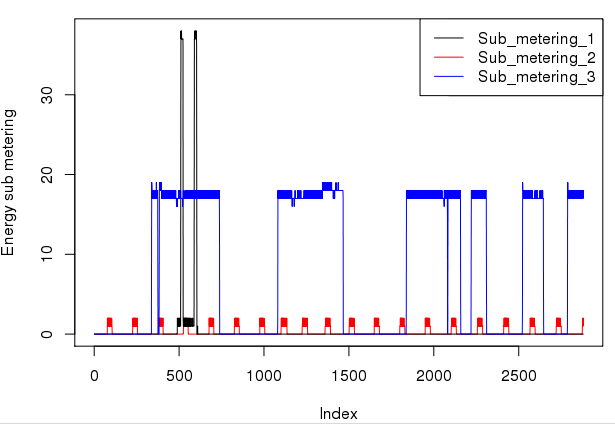 Sub_metering_1
Sub_metering_2
Sub_metering_3
Energy sub metering
30
20
10
0
0 500 1000 1500 2000 2500
Index